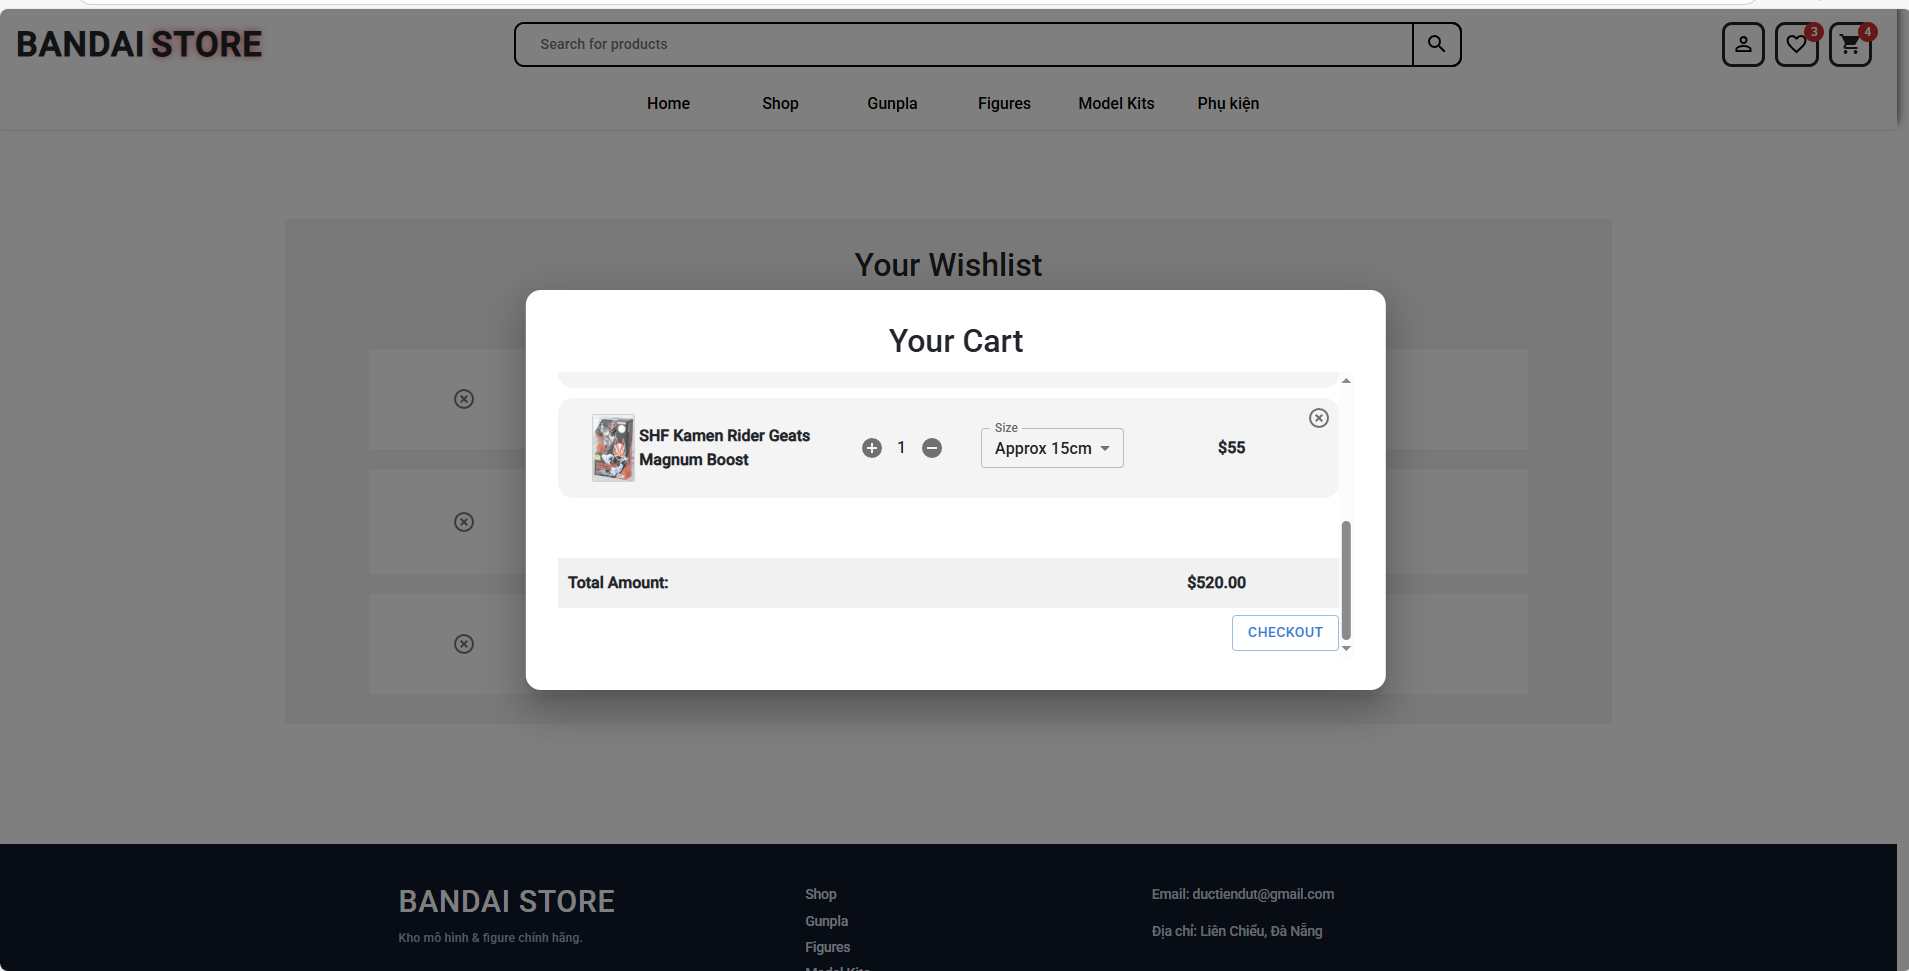 BANDAI STORE
Search for products
3
4
Home
Shop
Gunpla
Figures
Model Kits
Phụ kiện
Your Wishlist
Your Cart
SHF Kamen Rider Geats
Magnum Boost
1
Size
Approx 15cm
$55
Total Amount:
$520.00
CHECKOUT
BANDAI STORE
Kho mô hình & figure chính hãng.
Shop
Gunpla
Figures
Model Kits
Email: ductiendut@gmail.com
Địa chỉ: Liên Chiểu, Đà Nẵng